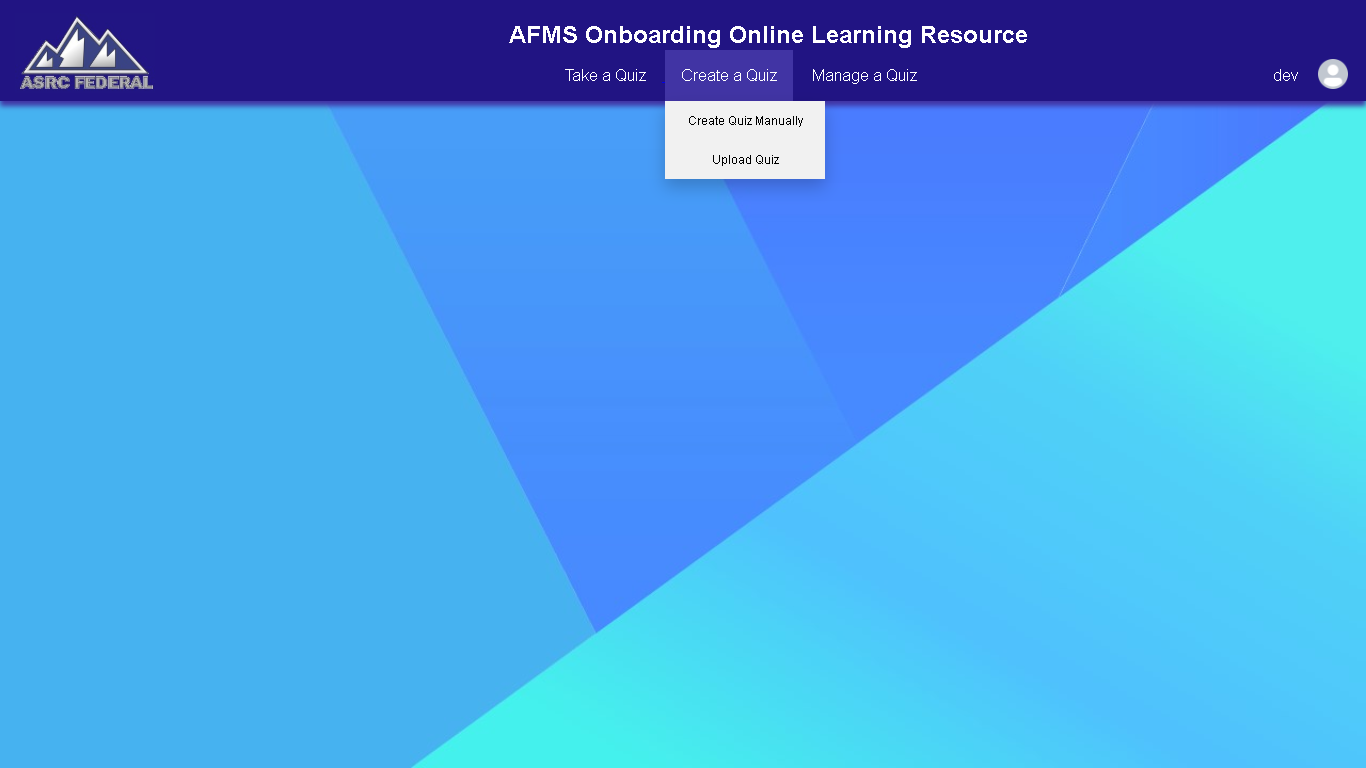 AFMS Onboarding Online Learning Resource
Take a Quiz
Create a Quiz
Manage a Quiz
dev
ASRC FEDERAL
Create Quiz Manually
Upload Quiz